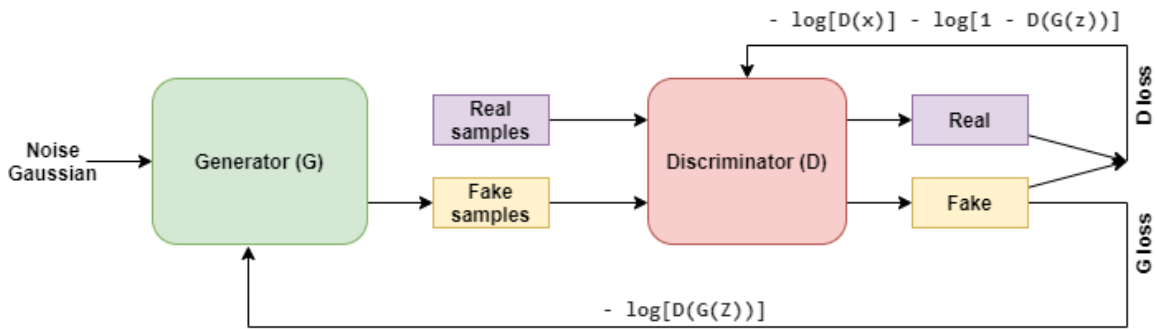 - log[D(x)] - log[1 - D(G(z))]
Noise
Gaussian
Generator (G)
Real
samples
Fake
samples
Discriminator (D)
Real
Fake
D loss
G loss
- log[D(G(Z))]